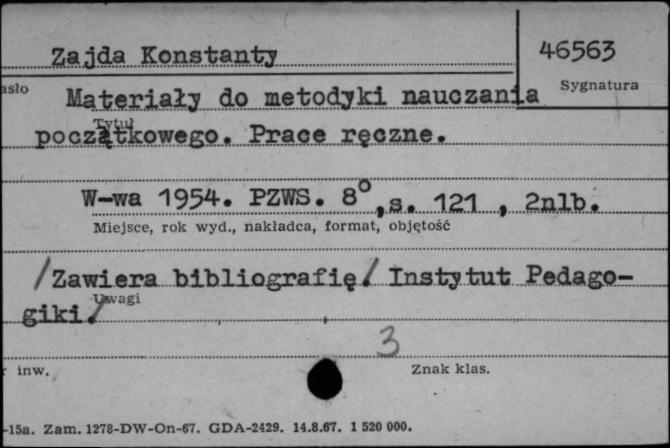 Zajda Konstanty
46563
asło
Sygnatura
Materiały do metodyki nauczania
Tytuł
początkowego. Prace ręczne.
W-wa 1954. PZWS. 8°, s. 121 , 2nlb.
Miejsce, rok wyd., nakładca, format, objętość
/Zawiera bibliografię/ Instytut Pedago-
Uwagi
giki/
3
r inw.
Znak klas.
-15a. Zam. 1278-DW-On-67. GDA-2429. 14.8.67. 1 520 000.